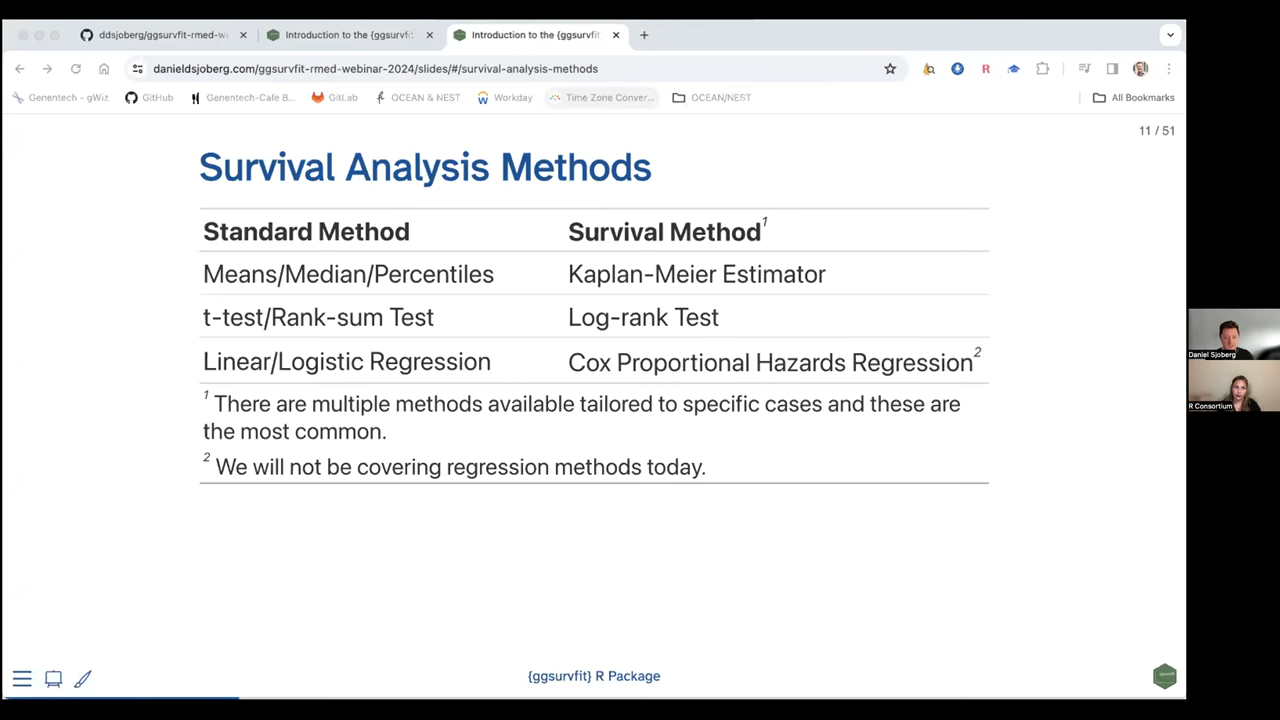 ddsjoberg/ggsurvfit-rmed-we
Introduction to the {ggsurvfit
Introduction to the {ggsurvfit
danieldsjoberg.com/ggsurvfit-rmed-webinar-2024/slides/#/survival-analysis-methods
Genentech - gWiz
GitHub
Genentech-Cafe B...
GitLab
OCEAN & NEST
Workday
Time Zone Conver...
OCEAN/NEST
All Bookmarks
11 / 51
Survival Analysis Methods
Standard Method Survival Method1
Means/Median/Percentiles Kaplan-Meier Estimator
t-test/Rank-sum Test Log-rank Test
Linear/Logistic Regression Cox Proportional Hazards Regression2
1 There are multiple methods available tailored to specific cases and these are
the most common.
2 We will not be covering regression methods today.
{ggsurvfit} R Package
Daniel Sjoberg
R Consortium